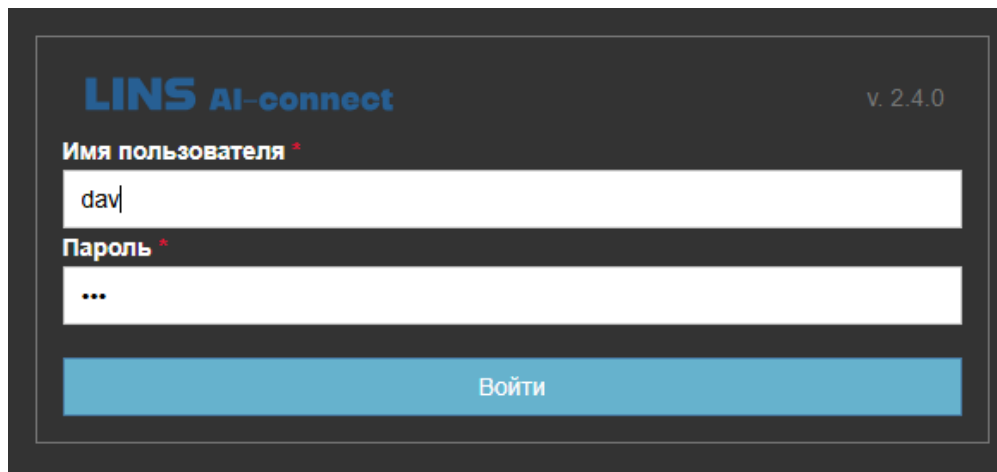 LINS AI-connect v. 2.4.0
Имя пользователя *
dav
Пароль *
•••
Войти